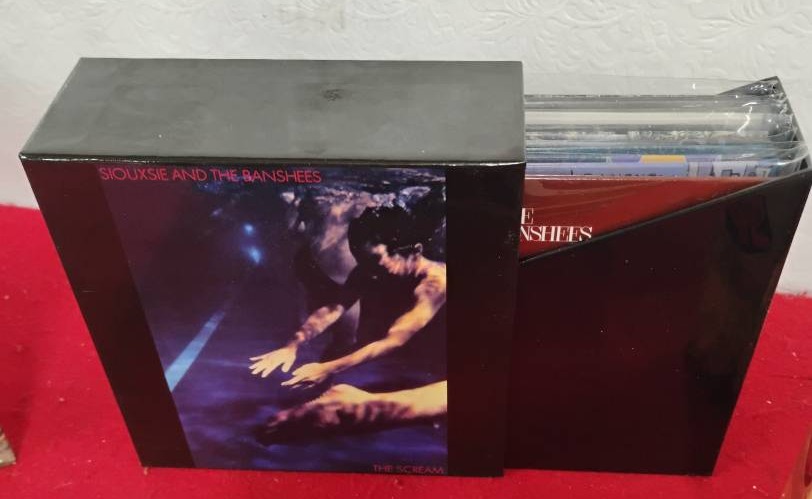 SIOUXSIE AND THE BANSHEES
THE SCREAM
E
NSHEES